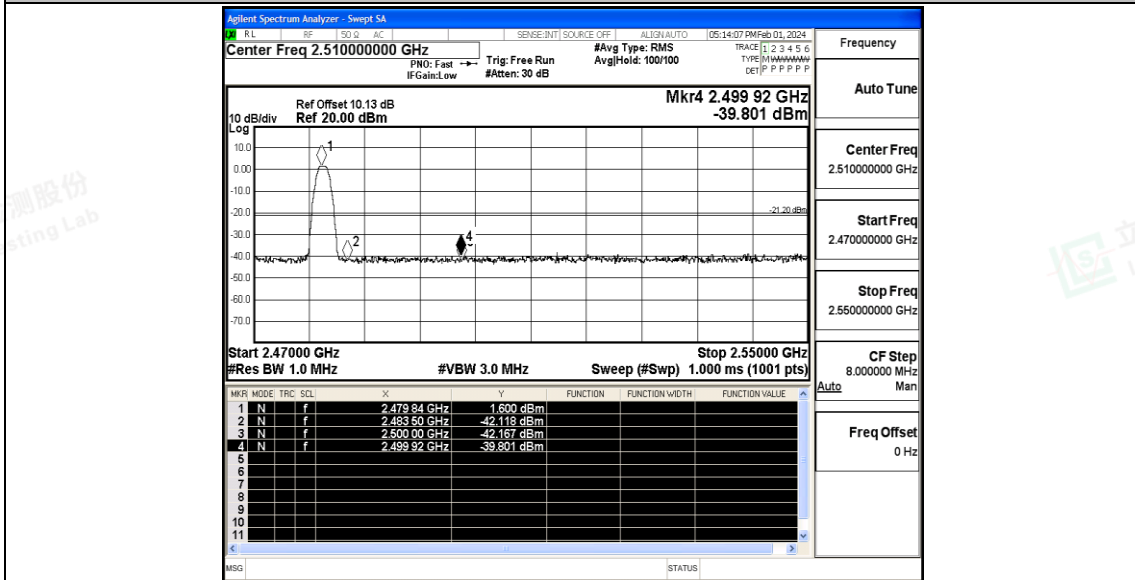 Agilent Spectrum Analyzer - Swept SA
LXI RL RF 50 Ω AC SENSE:INT SOURCE OFF ALIGN AUTO 05:14:07 PM Feb 01, 2024
Center Freq 2.510000000 GHz
PNO: Fast
IFGain:Low
Trig: Free Run
#Atten: 30 dB
#Avg Type: RMS
Avg|Hold: 100/100
TRACE 1 2 3 4 5 6
TYPE M WWWWW
DET P P P P P P
Ref Offset 10.13 dB
10 dB/div Ref 20.00 dBm
Log
Mkr4 2.499 92 GHz
-39.801 dBm
10.0
0.00
-10.0
-20.0
-30.0
-40.0
-50.0
-60.0
-70.0
1
2
4
-21.20 dBm
Start 2.47000 GHz Stop 2.55000 GHz
#Res BW 1.0 MHz #VBW 3.0 MHz Sweep (#Swp) 1.000 ms (1001 pts)
MKR MODE TRC SCL X Y FUNCTION FUNCTION WIDTH FUNCTION VALUE
1 N f 2.479 84 GHz 1.600 dBm
2 N f 2.483 50 GHz -42.118 dBm
3 N f 2.500 00 GHz -42.167 dBm
4 N f 2.499 92 GHz -39.801 dBm
5
6
7
8
9
10
11
MSG STATUS
Frequency
Auto Tune
Center Freq
2.510000000 GHz
Start Freq
2.470000000 GHz
Stop Freq
2.550000000 GHz
CF Step
8.000000 MHz
Auto Man
Freq Offset
0 Hz
测股份
sting Lab
立